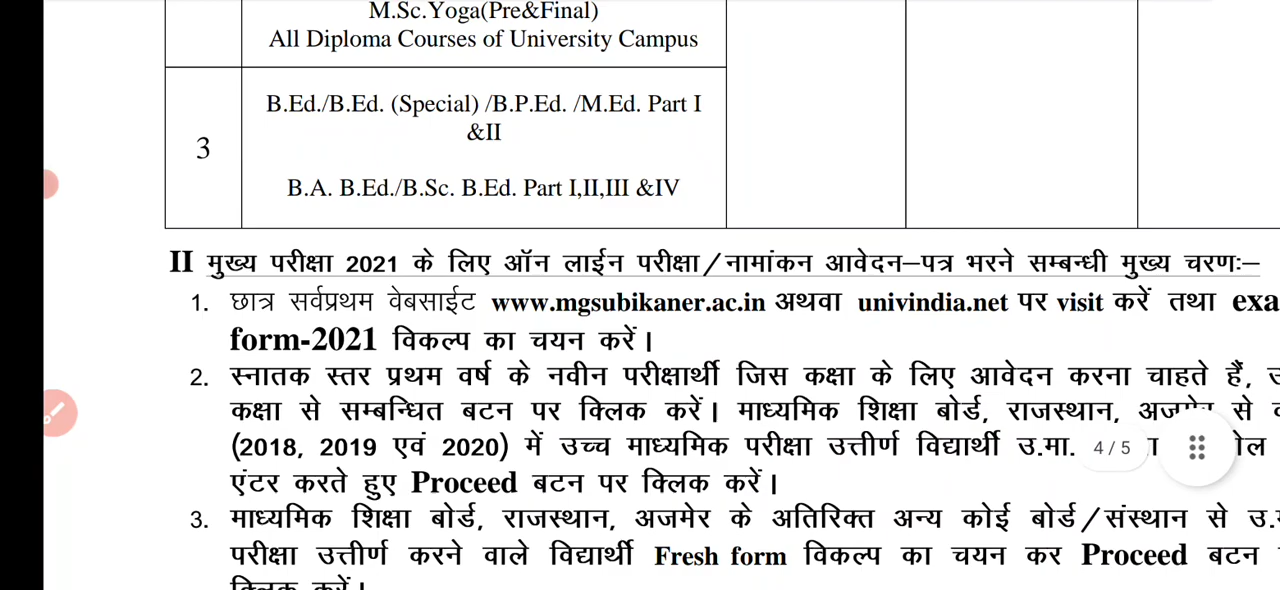 M.Sc.Yoga(Pre&Final)
All Diploma Courses of University Campus
3
B.Ed./B.Ed. (Special) /B.P.Ed. /M.Ed. Part I
&II
B.A. B.Ed./B.Sc. B.Ed. Part I,II,III &IV
II मुख्य परीक्षा 2021 के लिए ऑन लाईन परीक्षा/नामांकन आवेदन–पत्र भरने सम्बन्धी मुख्य चरणः–
1. छात्र सर्वप्रथम वेबसाईट www.mgsubikaner.ac.in अथवा univindia.net पर visit करें तथा exa
form-2021 विकल्प का चयन करें।
2. स्नातक स्तर प्रथम वर्ष के नवीन परीक्षार्थी जिस कक्षा के लिए आवेदन करना चाहते हैं,
कक्षा से सम्बन्धित बटन पर क्लिक करें। माध्यमिक शिक्षा बोर्ड, राजस्थान, अजमेर से
(2018, 2019 एवं 2020) में उच्च माध्यमिक परीक्षा उत्तीर्ण विद्यार्थी उ.मा.
4 / 5
एंटर करते हुए Proceed बटन पर क्लिक करें।
3. माध्यमिक शिक्षा बोर्ड, राजस्थान, अजमेर के अतिरिक्त अन्य कोई बोर्ड/संस्थान से
परीक्षा उत्तीर्ण करने वाले विद्यार्थी Fresh form विकल्प का चयन कर Proceed बटन
क्लिक करें।